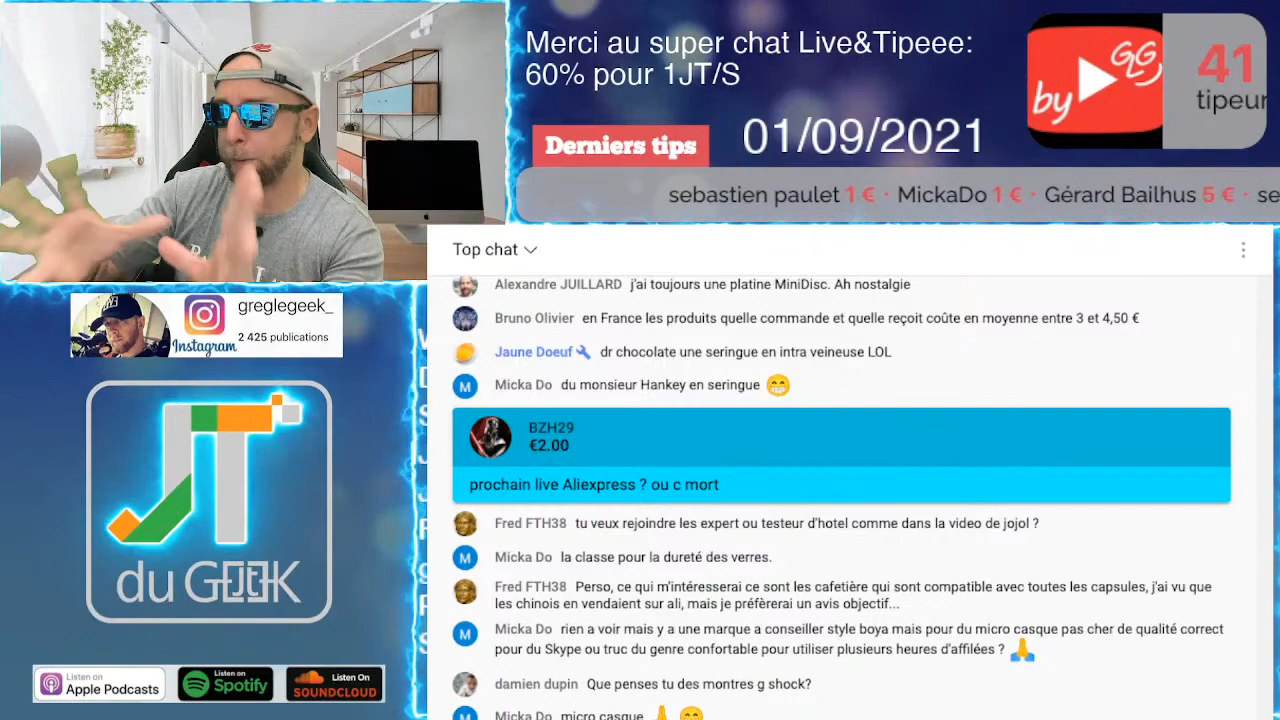 Merci au super chat Live&Tipeee:
60% pour 1JT/S
Derniers tips
01/09/2021
by
GG
41
tipeur
sebastien paulet 1 € · MickaDo 1 € · Gérard Bailhus 5 € · se
Top chat
Alexandre JUILLARD j'ai toujours une platine MiniDisc. Ah nostalgie
Bruno Olivier en France les produits quelle commande et quelle reçoit coûte en moyenne entre 3 et 4,50 €
Jaune Doeuf dr chocolate une seringue en intra veineuse LOL
M Micka Do du monsieur Hankey en seringue 😁
BZH29
€2.00
prochain live Aliexpress ? ou c mort
Fred FTH38 tu veux rejoindre les expert ou testeur d'hotel comme dans la video de jojol ?
M Micka Do la classe pour la dureté des verres.
Fred FTH38 Perso, ce qui m'intéresserai ce sont les cafetière qui sont compatible avec toutes les capsules, j'ai vu que
les chinois en vendaient sur ali, mais je préfèrerai un avis objectif...
M Micka Do rien a voir mais y a une marque a conseiller style boya mais pour du micro casque pas cher de qualité correct
pour du Skype ou truc du genre confortable pour utiliser plusieurs heures d'affilées ? 🙏
damien dupin Que penses tu des montres g shock?
M Micka Do micro casque 🙏 😁
greglegeek_
2 425 publications
Instagram
JT
du GEEK
Listen on
Apple Podcasts
Listen on
Spotify
Listen On
SOUNDCLOUD